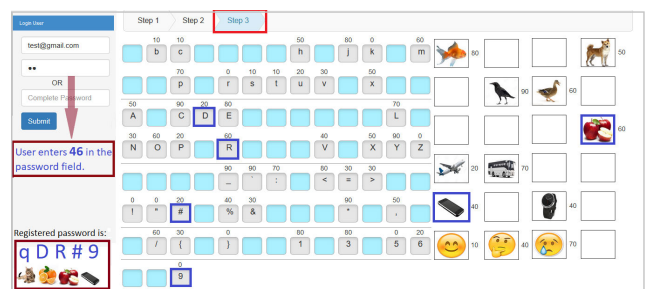 Login User
test@gmail.com
••
OR
Complete Password
Submit
User enters 46 in the
password field.
Registered password is:
q D R # 9
Step 1 Step 2 Step 3
10 10 50 80 0 60
b c h j k m
70 0 10 10 20 30 50
p r s t u v x
50 90 20 80 70
A C D E L
30 60 20 60 40 50 90 0
N O P R V X Y Z
90 90 70 80 30 30
_ . : < = >
0 0 20 40 30 90 50
! " # % & * ,
60 30 0 80 80 0 20
/ { } 1 3 5 6
0
9
80 50
90 60
60
20 70
40 40
10 40 70